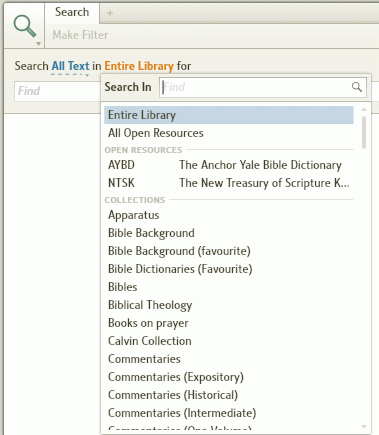 Search
Make Filter
Search All Text in Entire Library for
Find
Search In Find
Entire Library
All Open Resources
OPEN RESOURCES
AYBD The Anchor Yale Bible Dictionary
NTSK The New Treasury of Scripture K...
COLLECTIONS
Apparatus
Bible Background
Bible Background (favourite)
Bible Dictionaries (Favourite)
Bibles
Biblical Theology
Books on prayer
Calvin Collection
Commentaries
Commentaries (Expository)
Commentaries (Historical)
Commentaries (Intermediate)
Commentaries (One Volume)